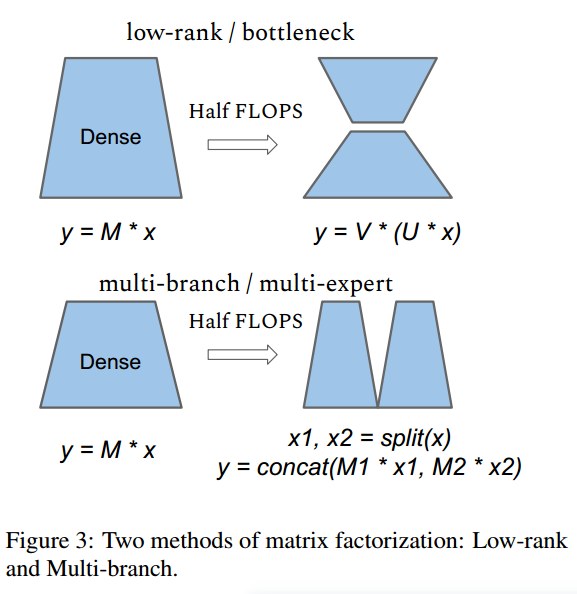 low-rank / bottleneck
Dense
Half FLOPS
y = M * x
y = V * (U * x)
multi-branch / multi-expert
Half FLOPS
Dense
y = M * x
x1, x2 = split(x)
y = concat(M1 * x1, M2 * x2)
Figure 3: Two methods of matrix factorization: Low-rank
and Multi-branch.